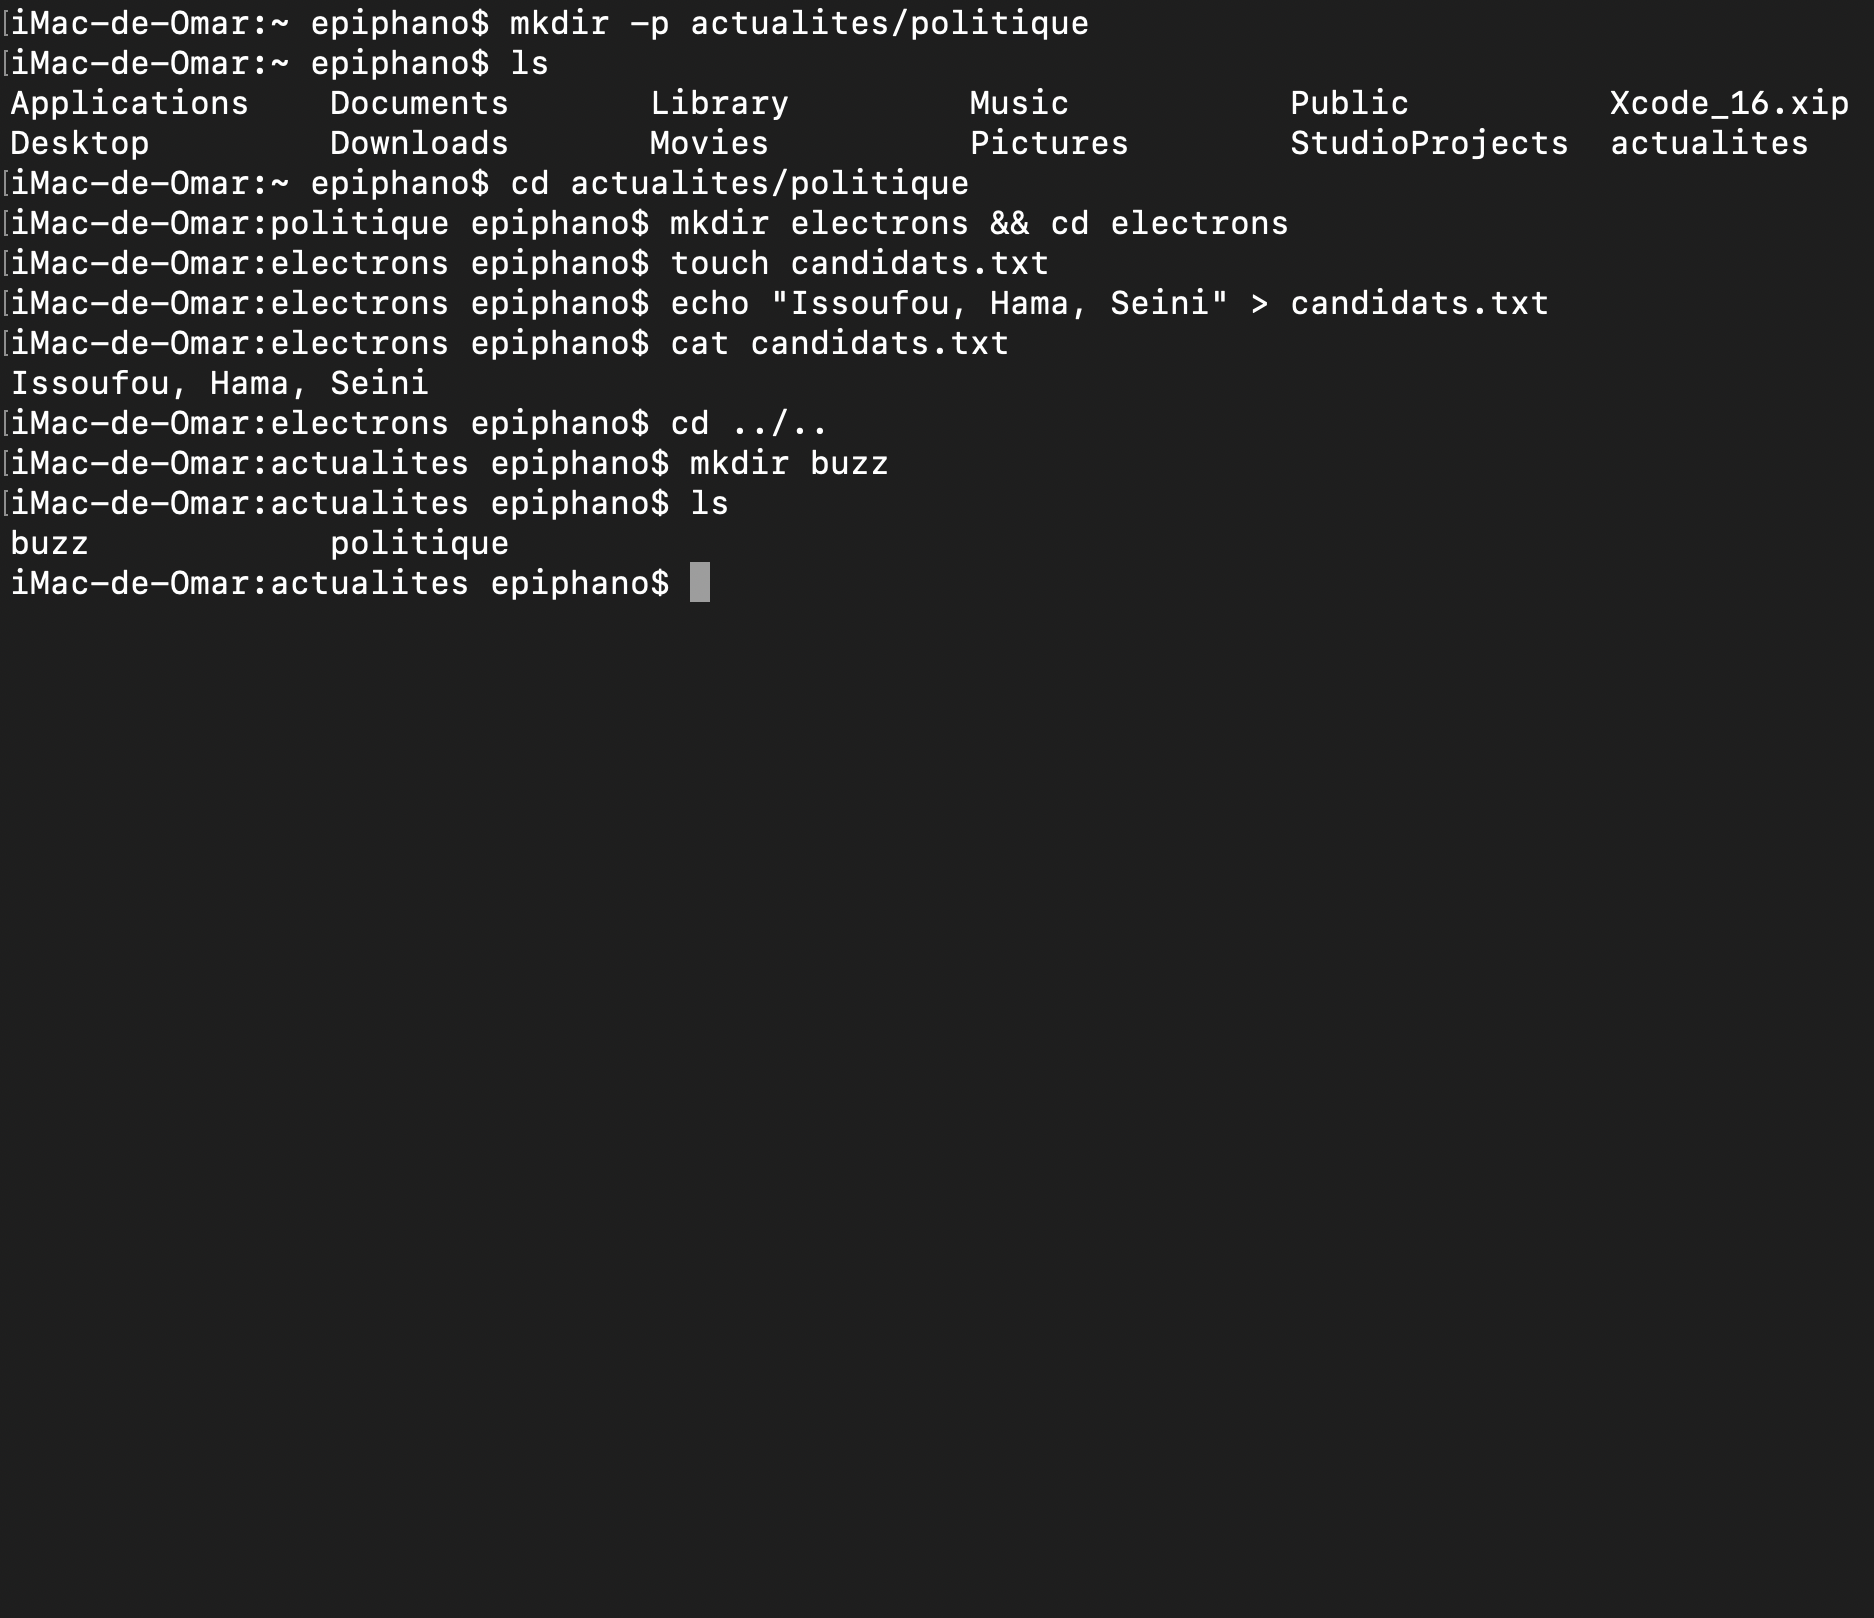 [iMac-de-Omar:~ epiphano$ mkdir -p actualites/politique
[iMac-de-Omar:~ epiphano$ ls
Applications    Documents       Library         Music           Public          Xcode_16.xip
Desktop         Downloads       Movies          Pictures        StudioProjects  actualites
[iMac-de-Omar:~ epiphano$ cd actualites/politique
[iMac-de-Omar:politique epiphano$ mkdir electrons && cd electrons
[iMac-de-Omar:electrons epiphano$ touch candidats.txt
[iMac-de-Omar:electrons epiphano$ echo "Issoufou, Hama, Seini" > candidats.txt
[iMac-de-Omar:electrons epiphano$ cat candidats.txt
Issoufou, Hama, Seini
[iMac-de-Omar:electrons epiphano$ cd ../..
[iMac-de-Omar:actualites epiphano$ mkdir buzz
[iMac-de-Omar:actualites epiphano$ ls
buzz            politique
iMac-de-Omar:actualites epiphano$